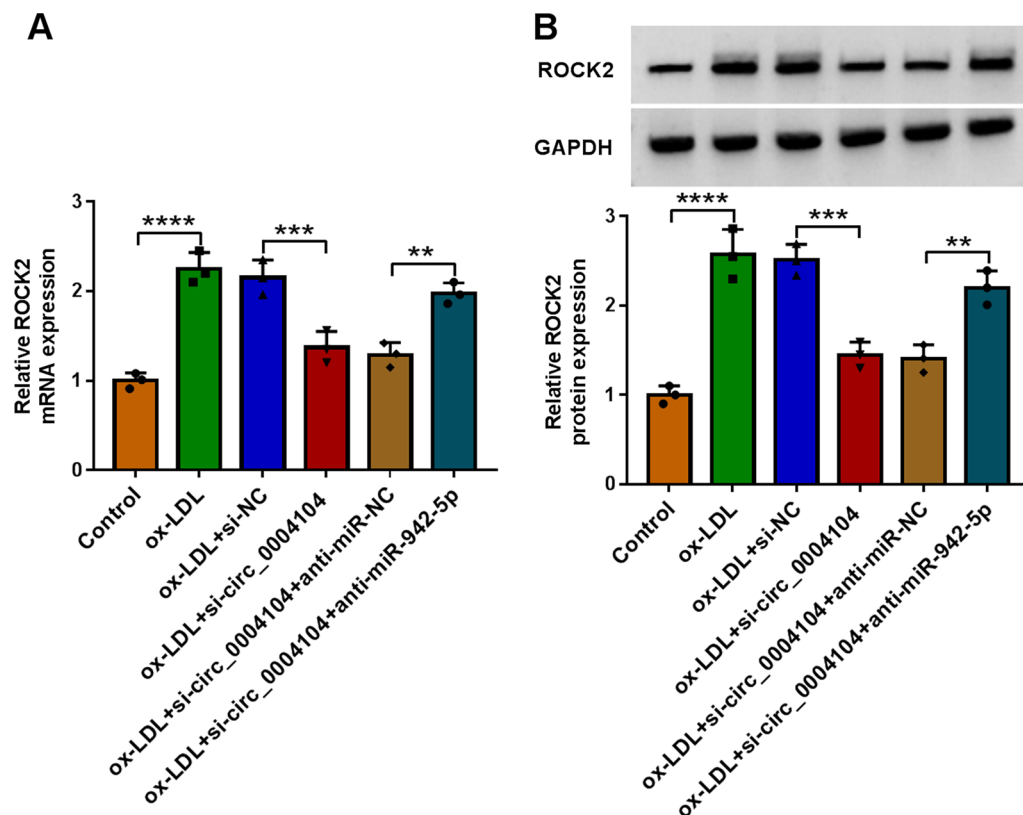 A
Relative ROCK2
mRNA expression
3
2
1
0
****
***
**
Control
ox-LDL
ox-LDL+si-NC
ox-LDL+si-circ_0004104
ox-LDL+si-circ_0004104+anti-miR-NC
ox-LDL+si-circ_0004104+anti-miR-942-5p
B
ROCK2
GAPDH
Relative ROCK2
protein expression
3
2
1
0
****
***
**
Control
ox-LDL
ox-LDL+si-NC
ox-LDL+si-circ_0004104
ox-LDL+si-circ_0004104+anti-miR-NC
ox-LDL+si-circ_0004104+anti-miR-942-5p